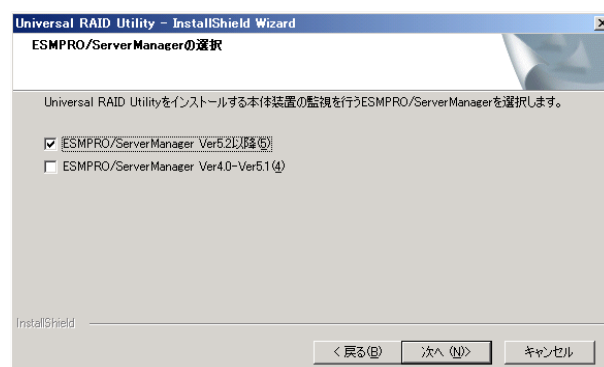 Universal RAID Utility - InstallShield Wizard
ESMPRO/ServerManagerの選択
Universal RAID Utilityをインストールする本体装置の監視を行うESMPRO/ServerManagerを選択します。
ESMPRO/ServerManager Ver5.2以降(5)
ESMPRO/ServerManager Ver4.0-Ver5.1(4)
InstallShield
< 戻る(B)
次へ (N)>
キャンセル